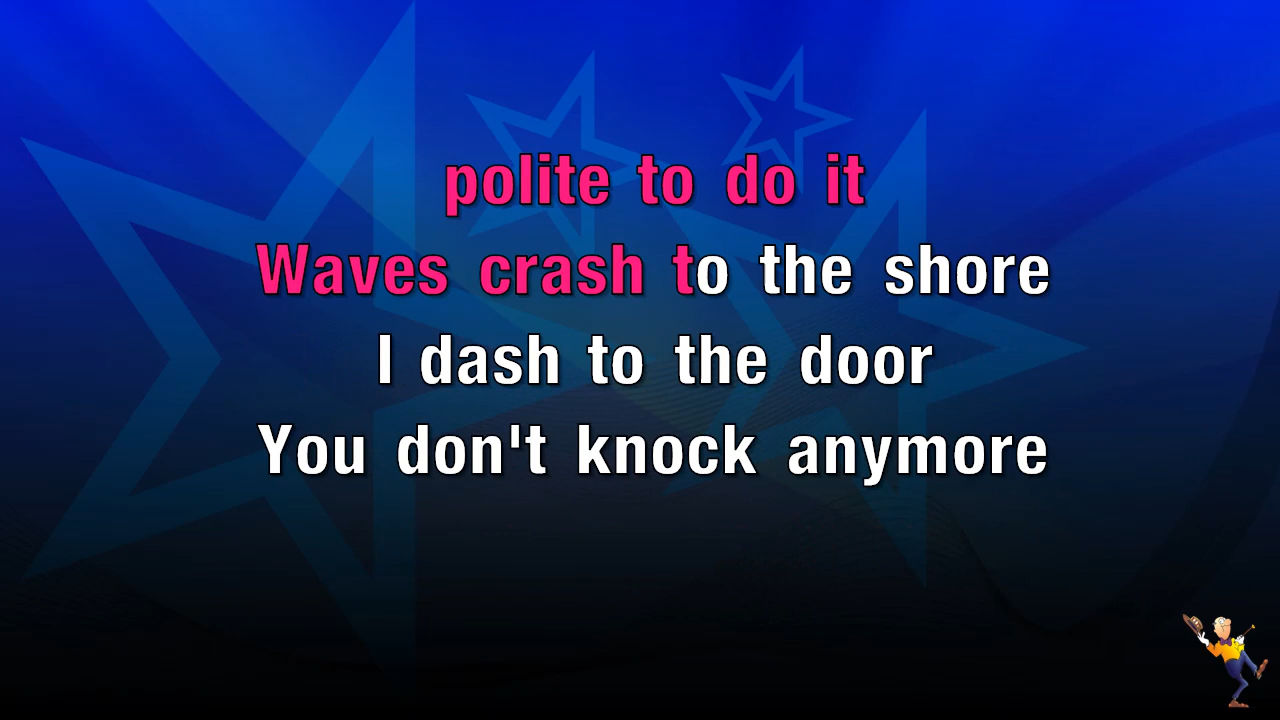 polite to do it
Waves crash to the shore
I dash to the door
You don't knock anymore